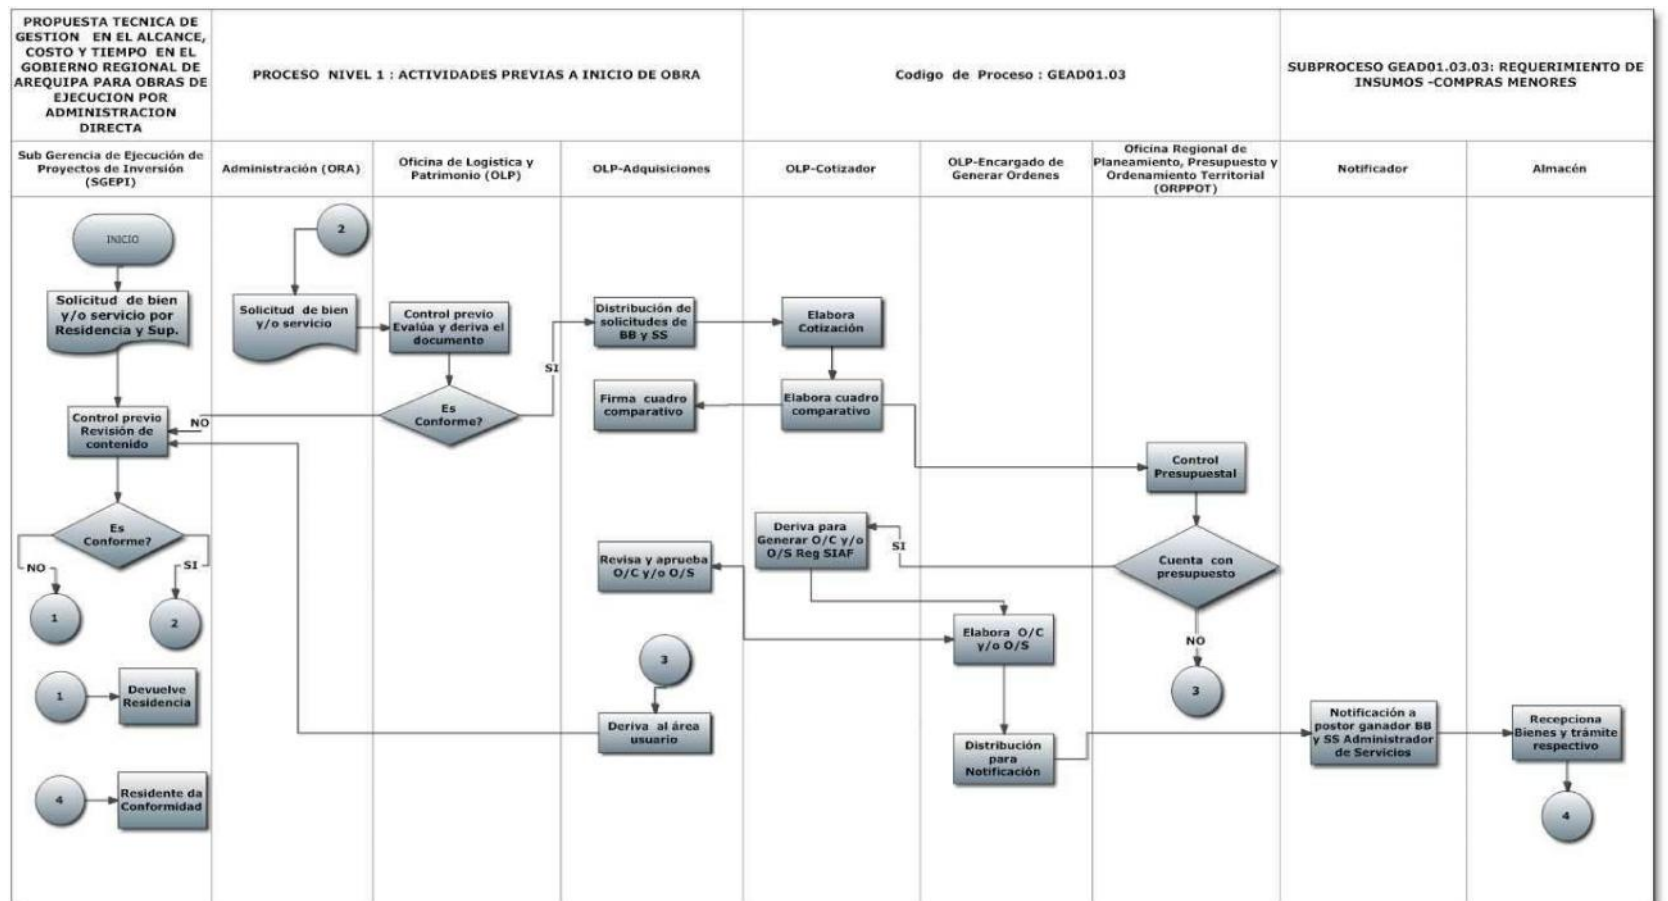 PROPUESTA TECNICA DE
GESTION EN EL ALCANCE,
COSTO Y TIEMPO EN EL
GOBIERNO REGIONAL DE
AREQUIPA PARA OBRAS DE
EJECUCION POR
ADMINISTRACION
DIRECTA
PROCESO NIVEL 1 : ACTIVIDADES PREVIAS A INICIO DE OBRA
Codigo de Proceso : GEAD01.03
SUBPROCESO GEAD01.03.03: REQUERIMIENTO DE
INSUMOS -COMPRAS MENORES
Sub Gerencia de Ejecución de
Proyectos de Inversión
(SGEPI)
Administración (ORA)
Oficina de Logística y
Patrimonio (OLP)
OLP-Adquisiciones
OLP-Cotizador
OLP-Encargado de
Generar Ordenes
Oficina Regional de
Planeamiento, Presupuesto y
Ordenamiento Territorial
(ORPPOT)
Notificador
Almacén
INICIO
Solicitud de bien
y/o servicio por
Residencia y Sup.
Control previo
Revisión de
contenido
Es
Conforme?
NO
SI
1
2
1
Devuelve
Residencia
4
Residente da
Conformidad
2
Solicitud de bien
y/o servicio
Control previo
Evalúa y deriva el
documento
Es
Conforme?
NO
SI
Distribución de
solicitudes de
BB y SS
Firma cuadro
comparativo
Revisa y aprueba
O/C y/o O/S
3
Deriva al área
usuario
Elabora
Cotización
Elabora cuadro
comparativo
Deriva para
Generar O/C y/o
O/S Reg SIAF
SI
Elabora O/C
y/o O/S
Distribución
para
Notificación
Control
Presupuestal
Cuenta con
presupuesto
NO
3
Notificación a
postor ganador BB
y SS Administrador
de Servicios
Recepciona
Bienes y trámite
respectivo
4